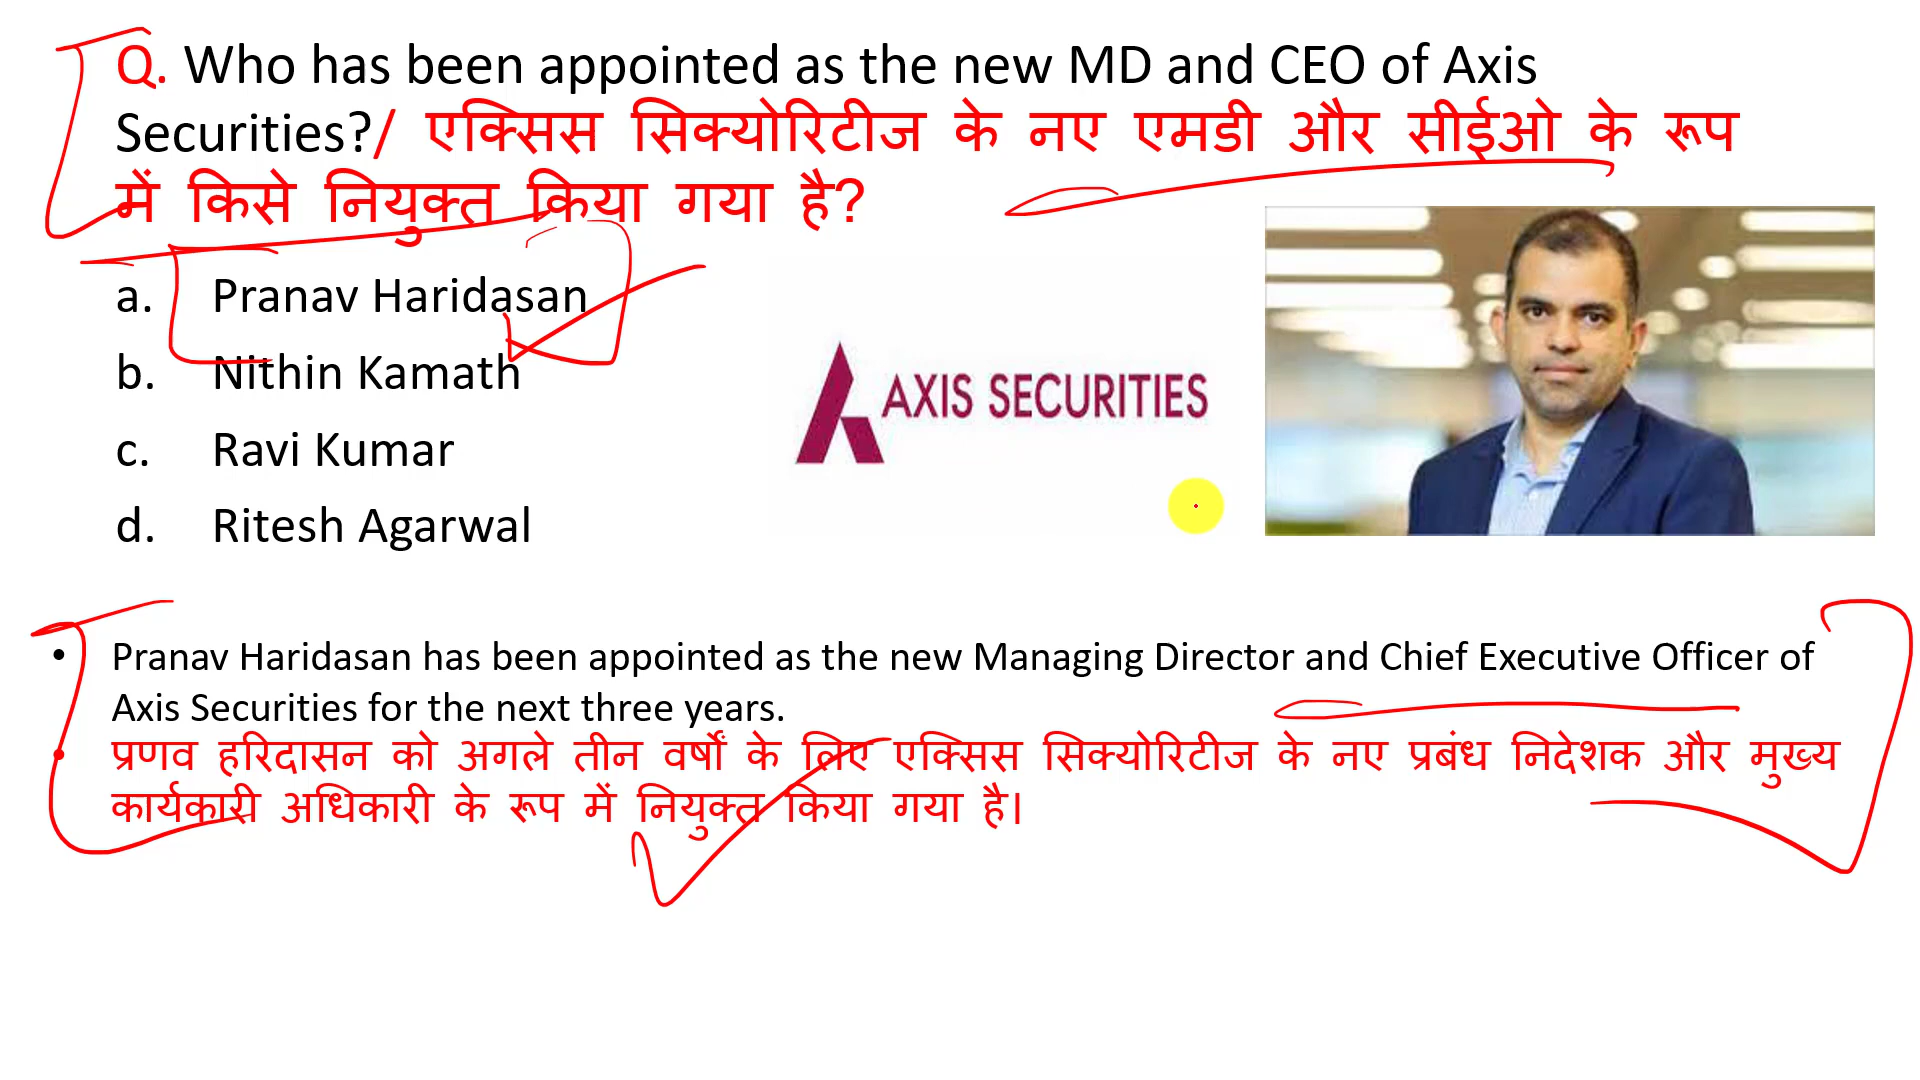 Q. Who has been appointed as the new MD and CEO of Axis
Securities?/ एक्सिस सिक्योरिटीज के नए एमडी और सीईओ के रूप
में किसे नियुक्त किया गया है?
a. Pranav Haridasan
b. Nithin Kamath
c. Ravi Kumar
d. Ritesh Agarwal
AXIS SECURITIES
• Pranav Haridasan has been appointed as the new Managing Director and Chief Executive Officer of
Axis Securities for the next three years.
• प्रणव हरिदासन को अगले तीन वर्षों के लिए एक्सिस सिक्योरिटीज के नए प्रबंध निदेशक और मुख्य
कार्यकारी अधिकारी के रूप में नियुक्त किया गया है।